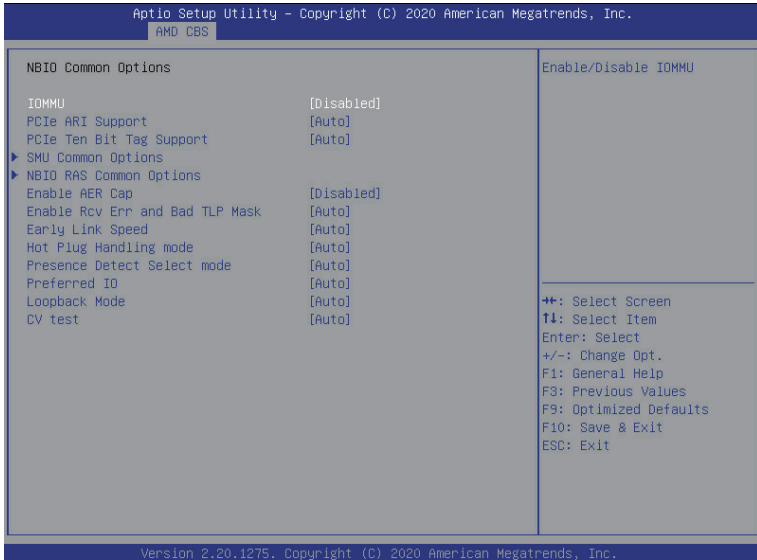 Aptio Setup Utility – Copyright (C) 2020 American Megatrends, Inc.
AMD CBS
NBIO Common Options
IOMMU [Disabled]
PCIe ARI Support [Auto]
PCIe Ten Bit Tag Support [Auto]
SMU Common Options
NBIO RAS Common Options
Enable AER Cap [Disabled]
Enable Rcv Err and Bad TLP Mask [Auto]
Early Link Speed [Auto]
Hot Plug Handling mode [Auto]
Presence Detect Select mode [Auto]
Preferred IO [Auto]
Loopback Mode [Auto]
CV test [Auto]
Enable/Disable IOMMU
→←: Select Screen
↑↓: Select Item
Enter: Select
+/-: Change Opt.
F1: General Help
F3: Previous Values
F9: Optimized Defaults
F10: Save & Exit
ESC: Exit
Version 2.20.1275. Copyright (C) 2020 American Megatrends, Inc.